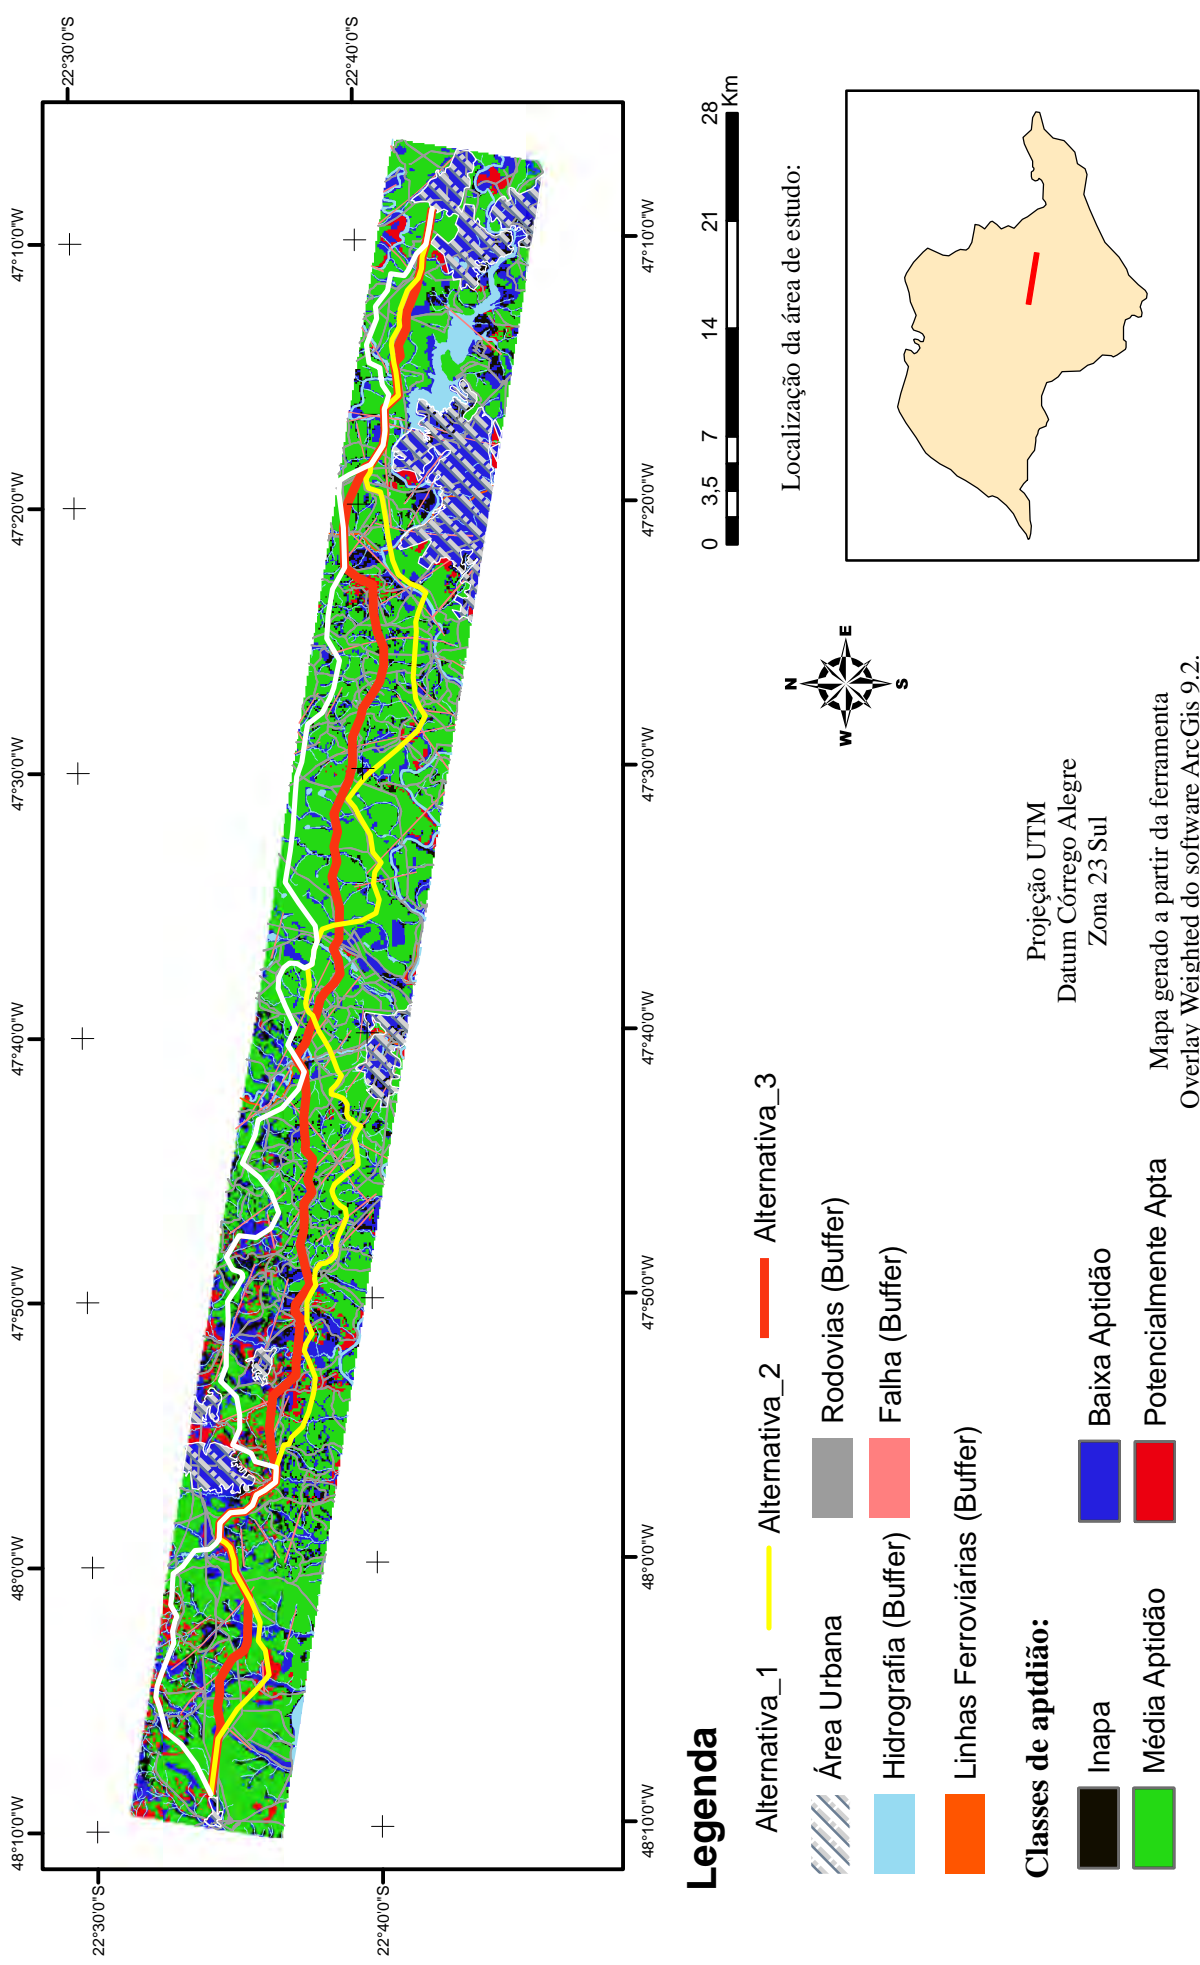 48°10'0"W
48°0'0"W
47°50'0"W
47°40'0"W
47°30'0"W
47°20'0"W
47°10'0"W
22°30'0"S
22°30'0"S
22°40'0"S
22°40'0"S
48°10'0"W
48°0'0"W
47°50'0"W
47°40'0"W
47°30'0"W
47°20'0"W
47°10'0"W
Legenda
Alternativa_1
Alternativa_2
Alternativa_3
Área Urbana
Rodovias (Buffer)
Hidrografia (Buffer)
Falha (Buffer)
Linhas Ferroviárias (Buffer)
Classes de aptdião:
Inapa
Baixa Aptidão
Média Aptidão
Potencialmente Apta
N
W
E
S
Projeção UTM
Datum Córrego Alegre
Zona 23 Sul
Mapa gerado a partir da ferramenta
Overlay Weighted do software ArcGis 9.2.
0 3,5 7 14 21 28
Km
Localização da área de estudo: